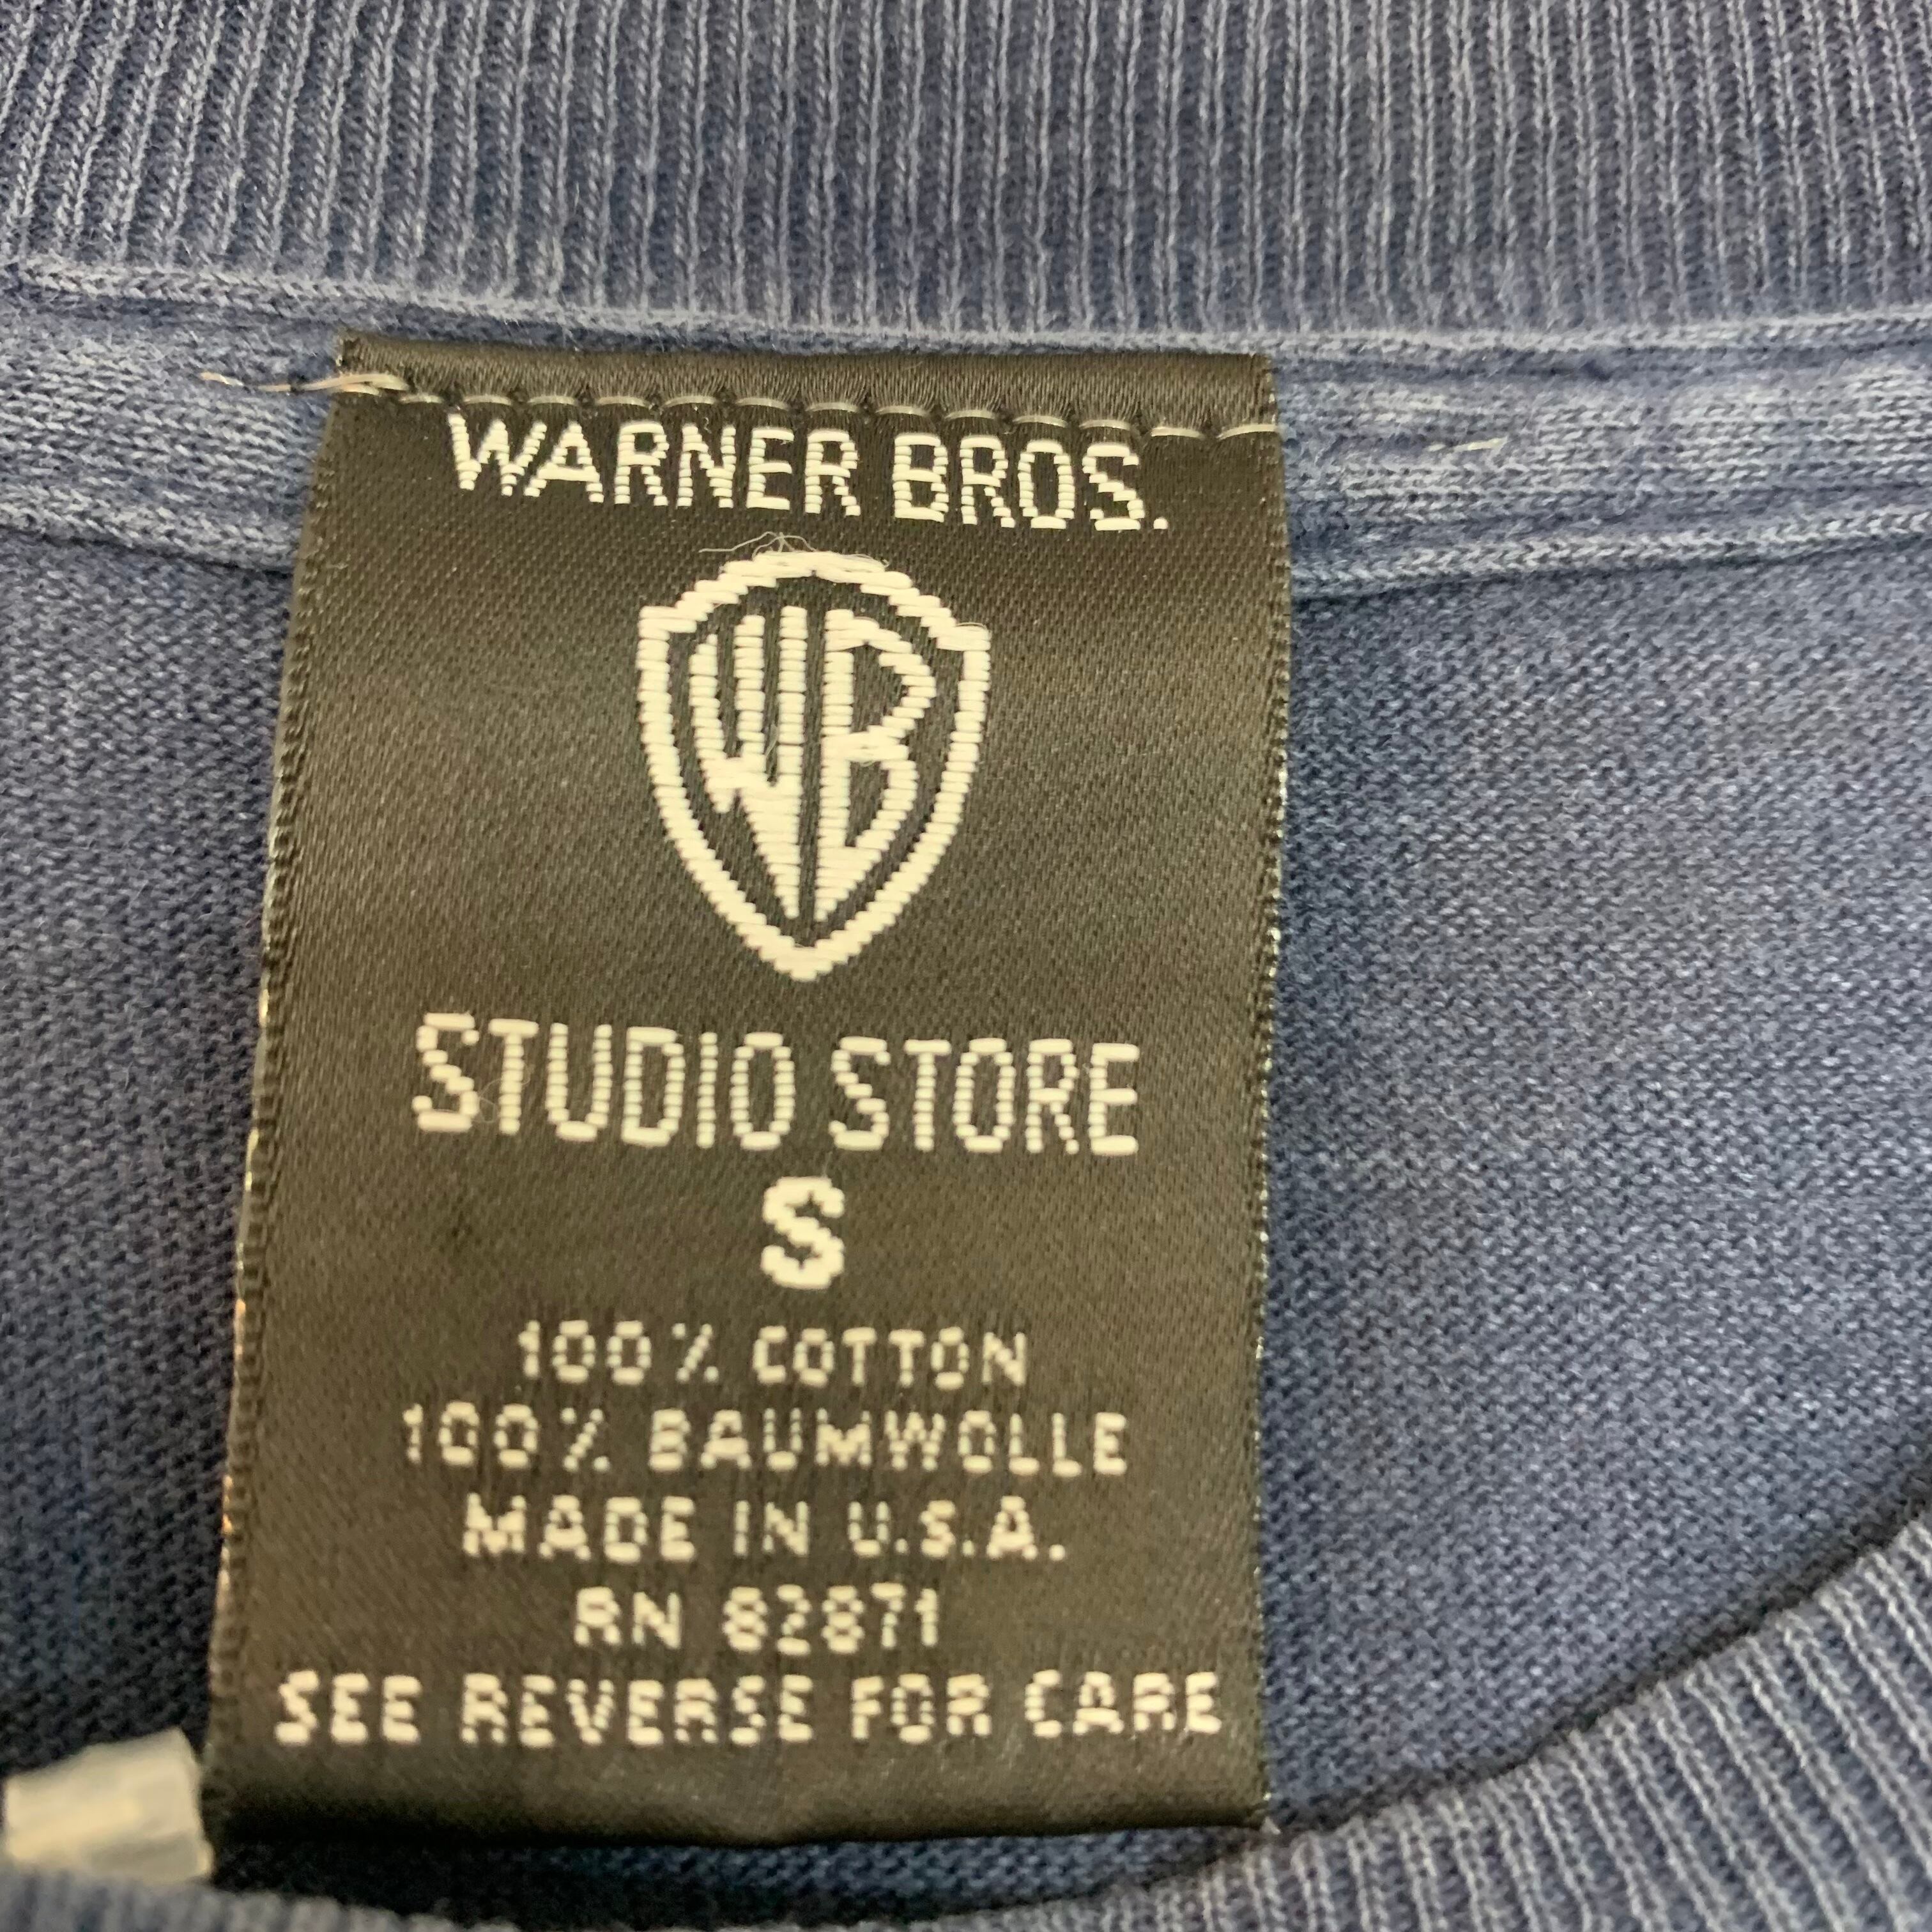 WARNER BROS.
WB
STUDIO STORE
S
100% COTTON
100% BAUMWOLLE
MADE IN U.S.A.
RN 82871
SEE REVERSE FOR CARE